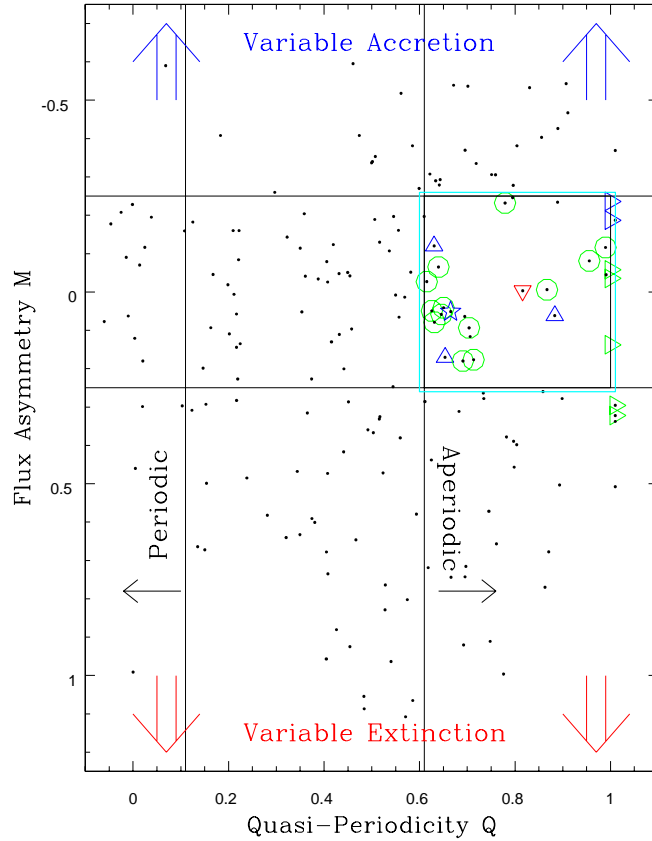 Variable Accretion
-0.5
0
0.5
1
Flux Asymmetry M
Periodic
Aperiodic
Variable Extinction
0 0.2 0.4 0.6 0.8 1
Quasi-Periodicity Q